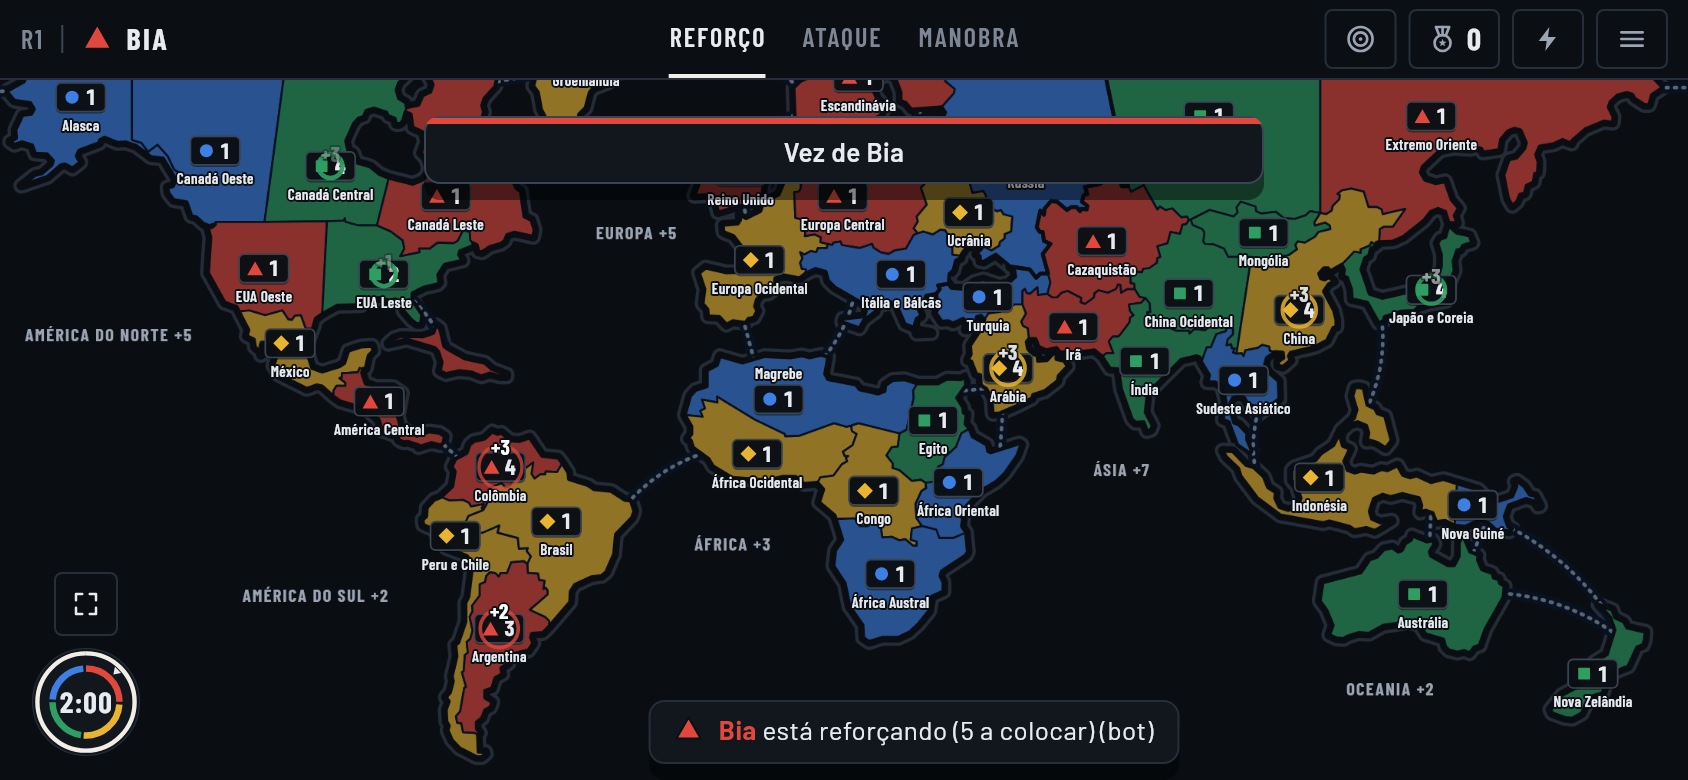 R1 BIA REFORÇO ATAQUE MANOBRA 0
Groenlândia
Escandinávia
1
Alasca
1
Extremo Oriente
Vez de Bia
1
Canadá Oeste
+3
4
Canadá Central
1
Canadá Leste
Reino Unido
1
Europa Central
Rússia
1
Ucrânia
EUROPA +5
1
Mongólia
1
Cazaquistão
1
EUA Oeste
+1
2
EUA Leste
1
Europa Ocidental
1
Itália e Bálcãs
1
Turquia
1
China Ocidental
+3
4
China
+3
4
Japão e Coreia
AMÉRICA DO NORTE +5
1
México
1
Irã
+3
4
Arábia
1
Índia
1
Sudeste Asiático
Magrebe
1
1
América Central
1
Egito
+3
4
Colômbia
1
África Ocidental
ÁSIA +7
1
Congo
1
África Oriental
1
Indonésia
1
Nova Guiné
1
Peru e Chile
1
Brasil
ÁFRICA +3
1
África Austral
AMÉRICA DO SUL +2
1
Austrália
+2
3
Argentina
1
Nova Zelândia
OCEANIA +2
2:00
Bia está reforçando (5 a colocar) (bot)